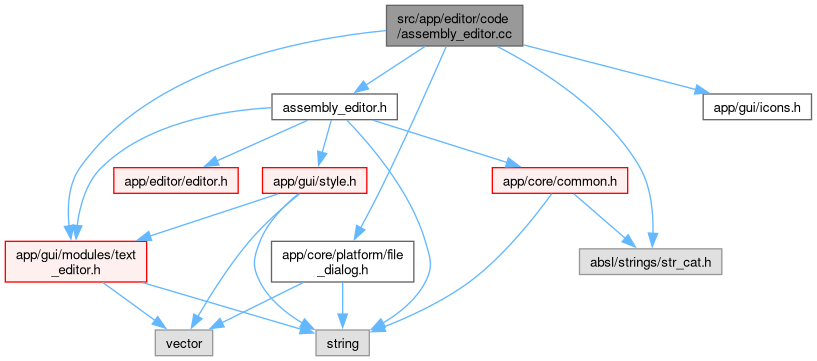 src/app/editor/code
/assembly_editor.cc
assembly_editor.h
app/gui/icons.h
app/editor/editor.h
app/gui/style.h
app/core/common.h
app/gui/modules/text
_editor.h
app/core/platform/file
_dialog.h
absl/strings/str_cat.h
vector
string